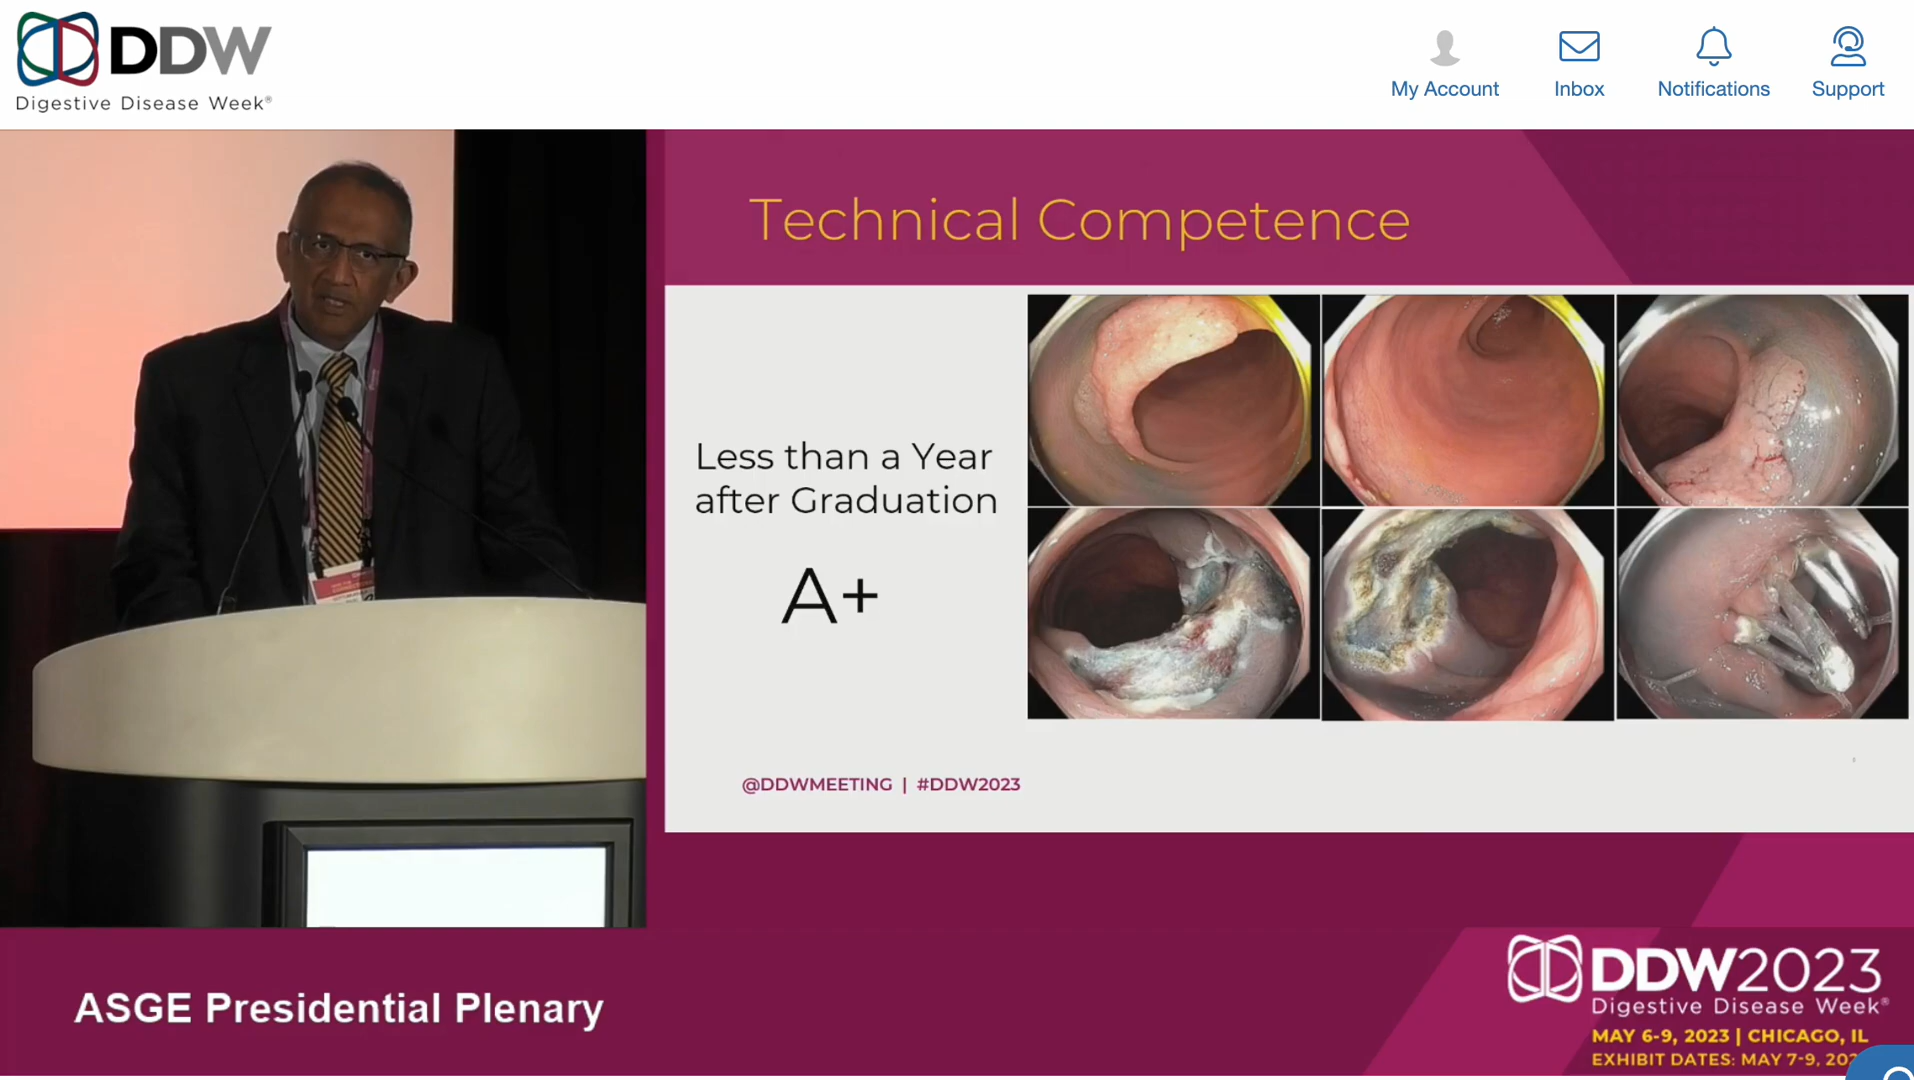 DDW
Digestive Disease Week®
My Account
Inbox
Notifications
Support
Technical Competence
Less than a Year
after Graduation
A+
@DDWMEETING | #DDW2023
ASGE Presidential Plenary
DDW2023
Digestive Disease Week®
MAY 6-9, 2023 | CHICAGO, IL
EXHIBIT DATES: MAY 7-9, 202